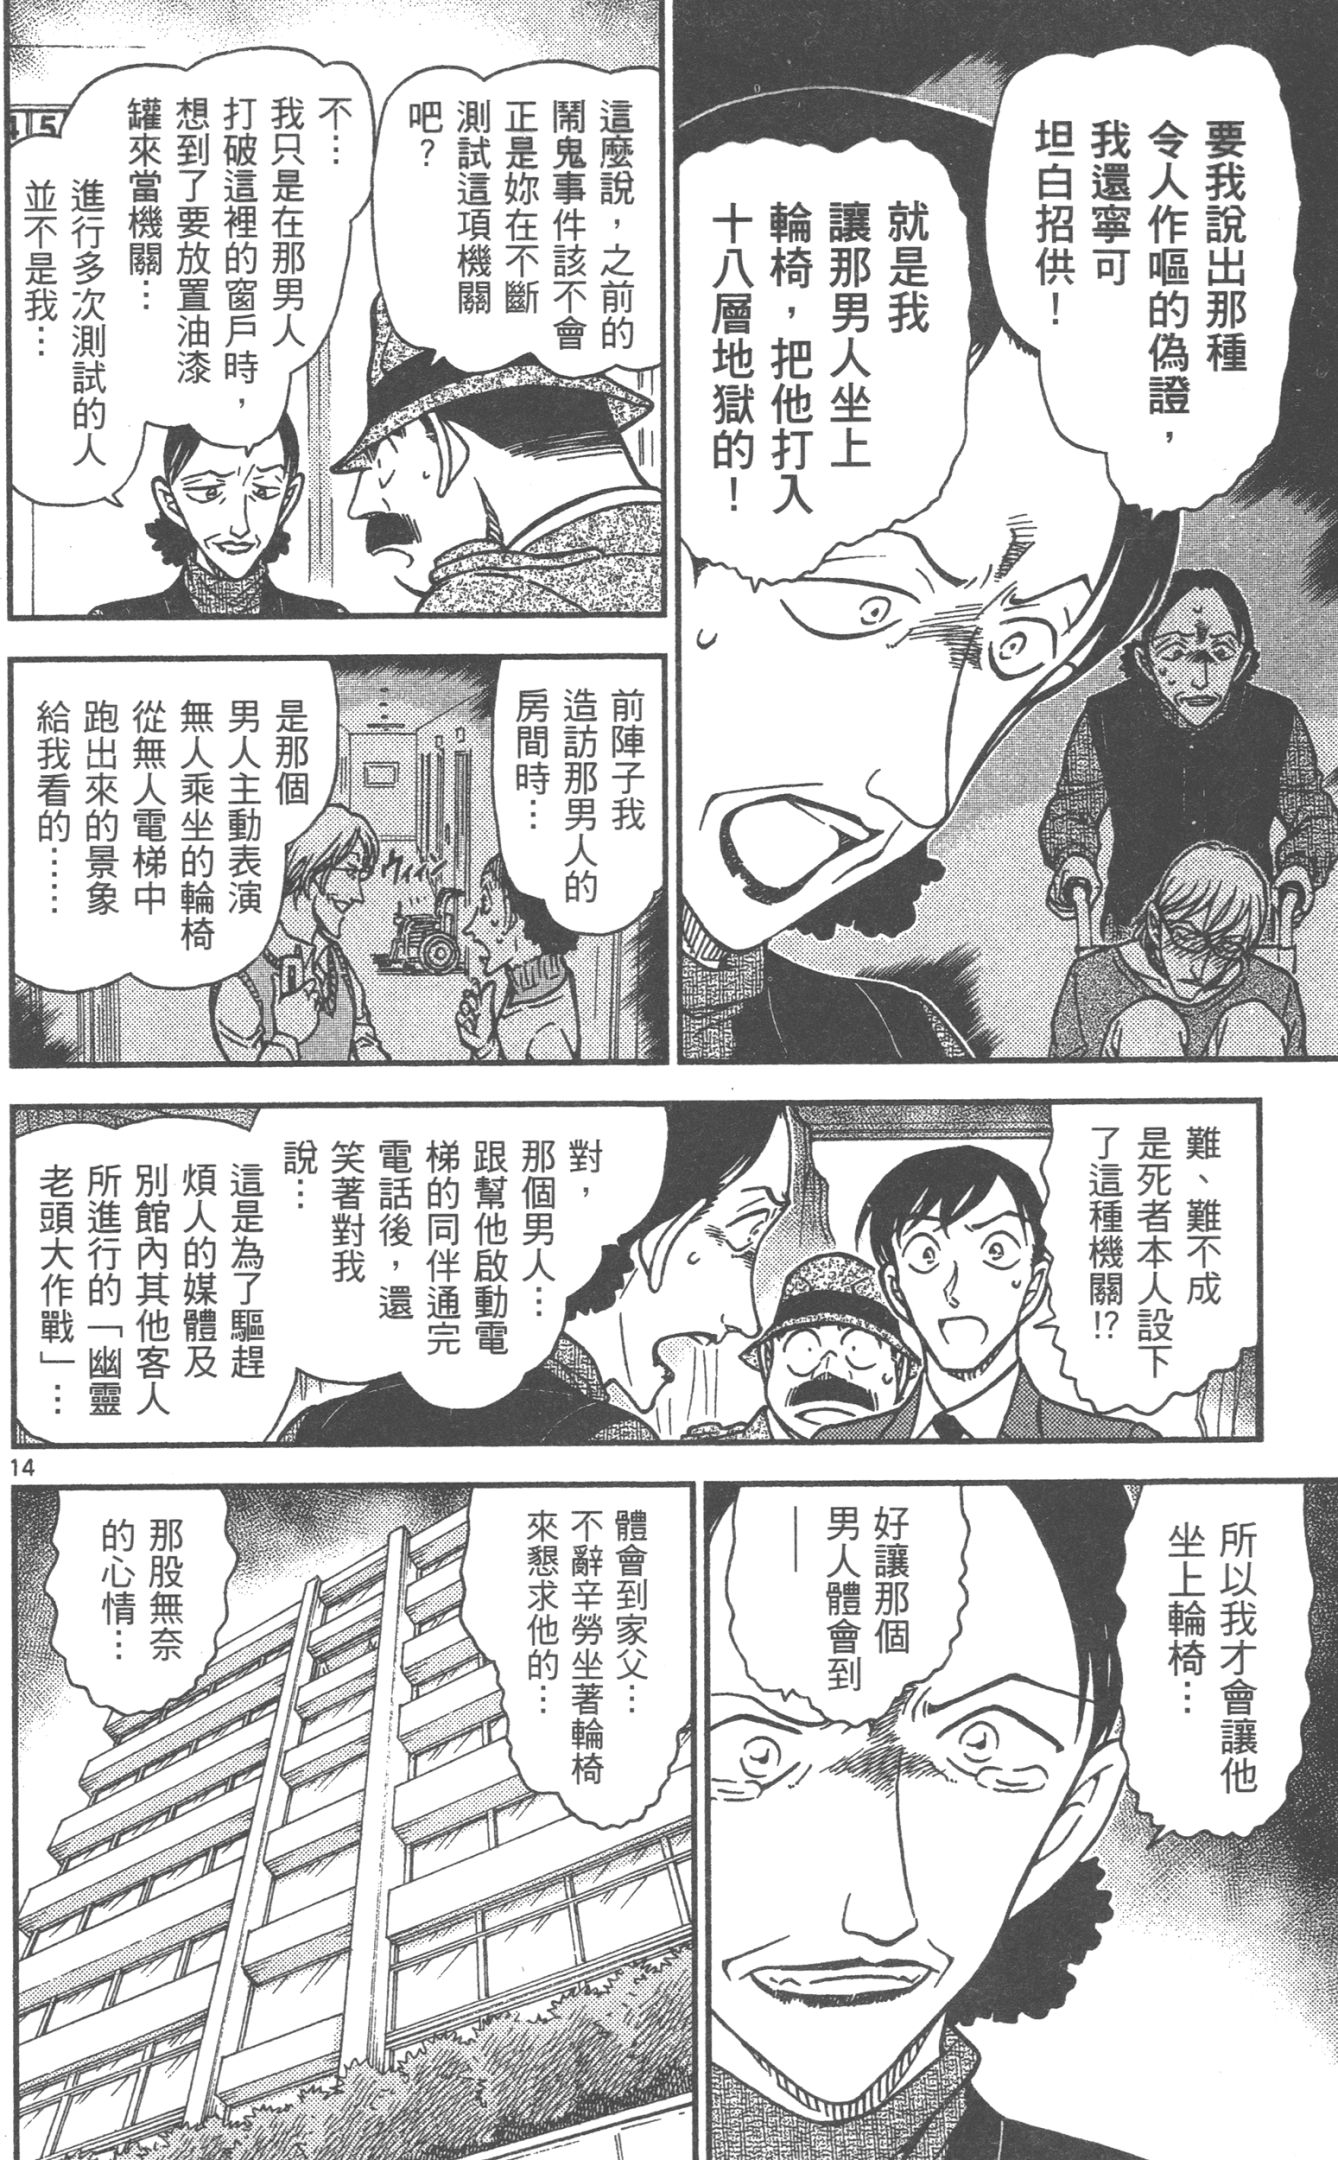 要我說出那種
令人作嘔的偽證，
我還寧可
坦白招供！
就是我
讓那男人坐上
輪椅，把他打入
十八層地獄的！
這麼說，之前的
鬧鬼事件該不會
正是妳在不斷
測試這項機關
吧？
不…
我只是在那男人
打破這裡的窗戶時，
想到了要放置油漆
罐來當機關…
進行多次測試的人
並不是我…
45
前陣子我
造訪那男人的
房間時…
是那個
男人主動表演
無人乘坐的輪椅
從無人電梯中
跑出來的景象
給我看的……
ウィィン
難、難不成
是死者本人設下
了這種機關!?
對，
那個男人…
跟幫他啟動電
梯的同伴通完
電話後，還
笑著對我
說…
這是為了驅趕
煩人的媒體及
別館內其他客人
所進行的「幽靈
老頭大作戰」…
14
所以我才會讓他
坐上輪椅…
好讓那個
男人體會到
——
體會到家父…
不辭辛勞坐著輪椅
來懇求他的…
那股無奈
的心情…